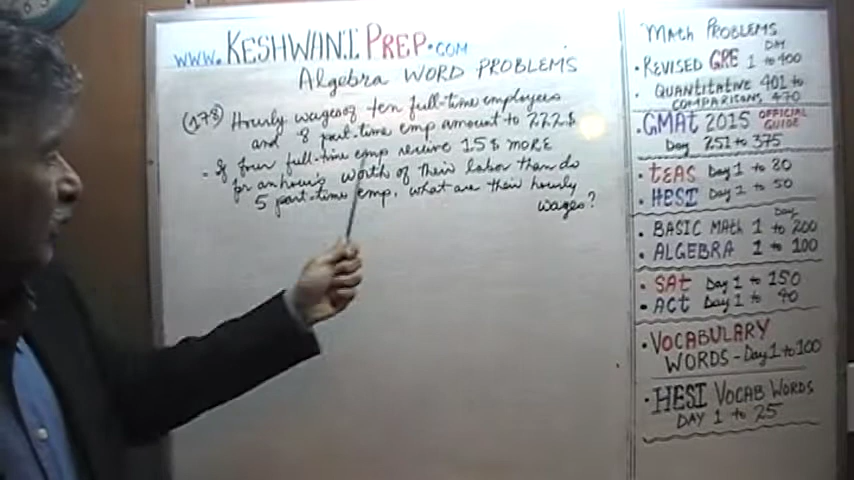 www.KESHWANIPREP.COM
Algebra WORD PROBLEMS
(178) Hourly wages of ten full-time employees
and 8 part-time emp amount to 222$
- If four full-time emp receive 15$ MORE
for an hour's worth of their labor than do
5 part-time emp, what are their hourly
wages?
MATH PROBLEMS
• REVISED GRE DAY 1 to 400
• QUANTITATIVE 401 to
COMPARISONS 470
• GMAT 2015 OFFICIAL GUIDE
Day 251 to 375
• TEAS Day 1 to 20
• HESI Day 1 to 50
Day
• BASIC MATH 1 to 200
• ALGEBRA 1 to 100
• SAt Day 1 to 150
• ACT Day 1 to 40
• VOCABULARY
WORDS - Day 1 to 100
• HESI VOCAB WORDS
DAY 1 to 25